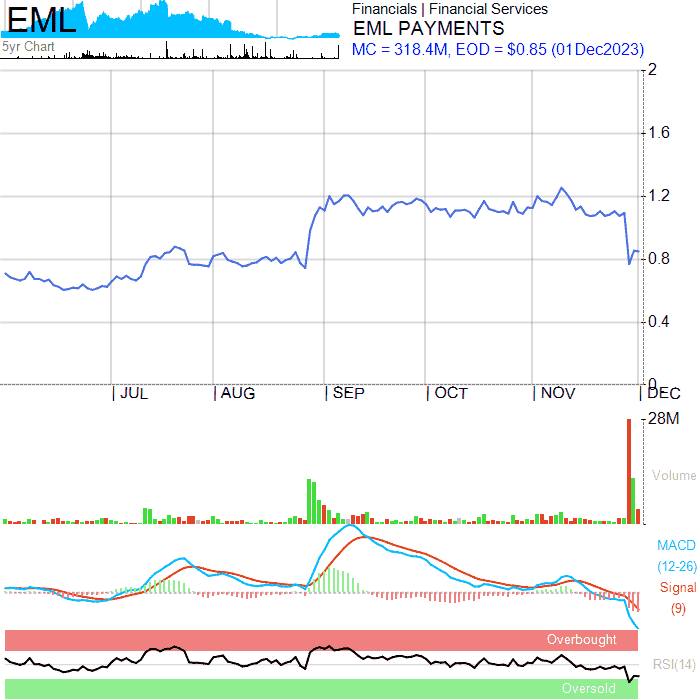 EML
5yr Chart
Financials | Financial Services
EML PAYMENTS
MC = 318.4M, EOD = $0.85 (01Dec2023)
2
1.6
1.2
0.8
0.4
0
JUL
AUG
SEP
OCT
NOV
DEC
28M
Volume
MACD
(12-26)
Signal
(9)
Overbought
RSI(14)
Oversold